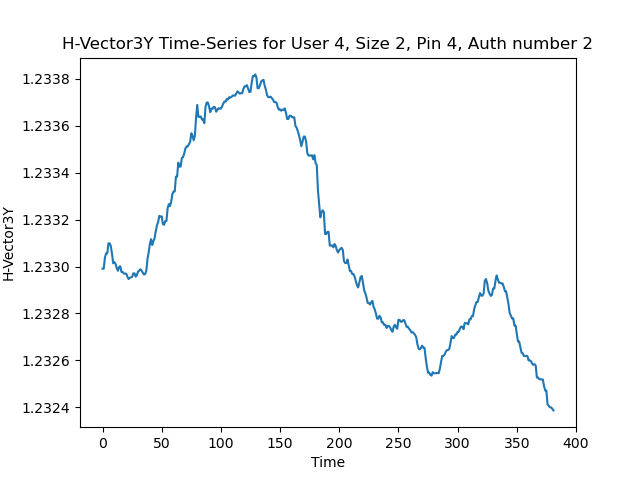 H-Vector3Y Time-Series for User 4, Size 2, Pin 4, Auth number 2
1.2338
1.2336
1.2334
1.2332
1.2330
1.2328
1.2326
1.2324
H-Vector3Y
0 50 100 150 200 250 300 350 400
Time